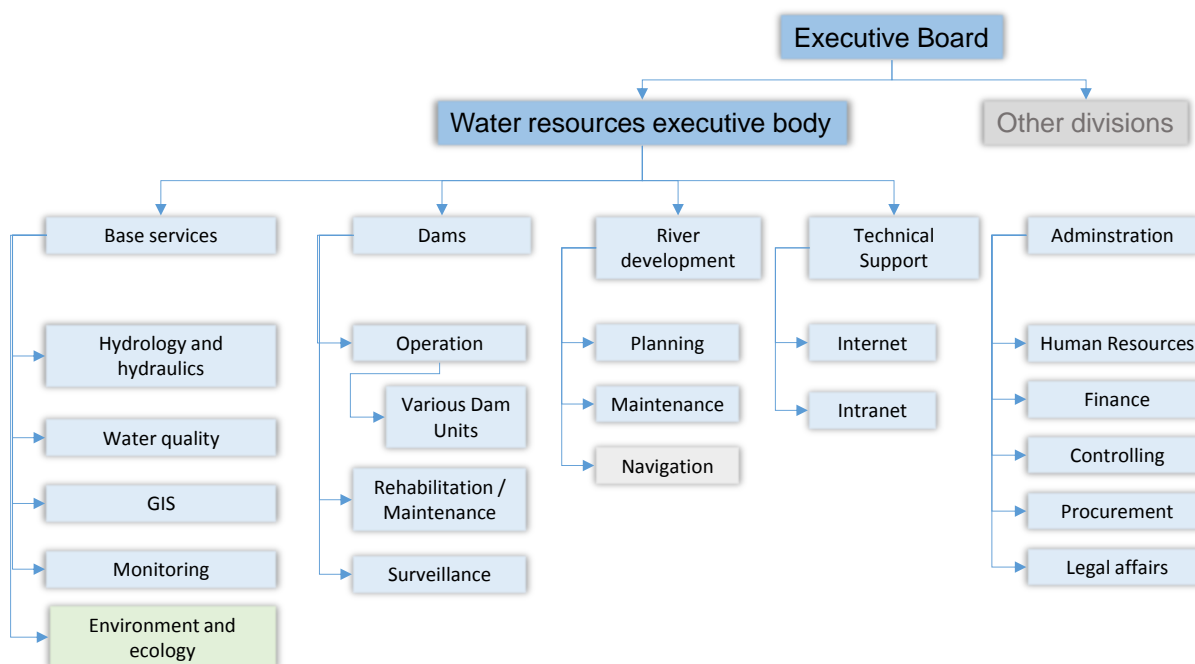 Executive Board
Water resources executive body
Other divisions
Base services
Dams
River
development
Technical
Support
Adminstration
Hydrology and
hydraulics
Water quality
GIS
Monitoring
Environment and
ecology
Operation
Various Dam
Units
Rehabilitation /
Maintenance
Surveillance
Planning
Maintenance
Navigation
Internet
Intranet
Human Resources
Finance
Controlling
Procurement
Legal affairs